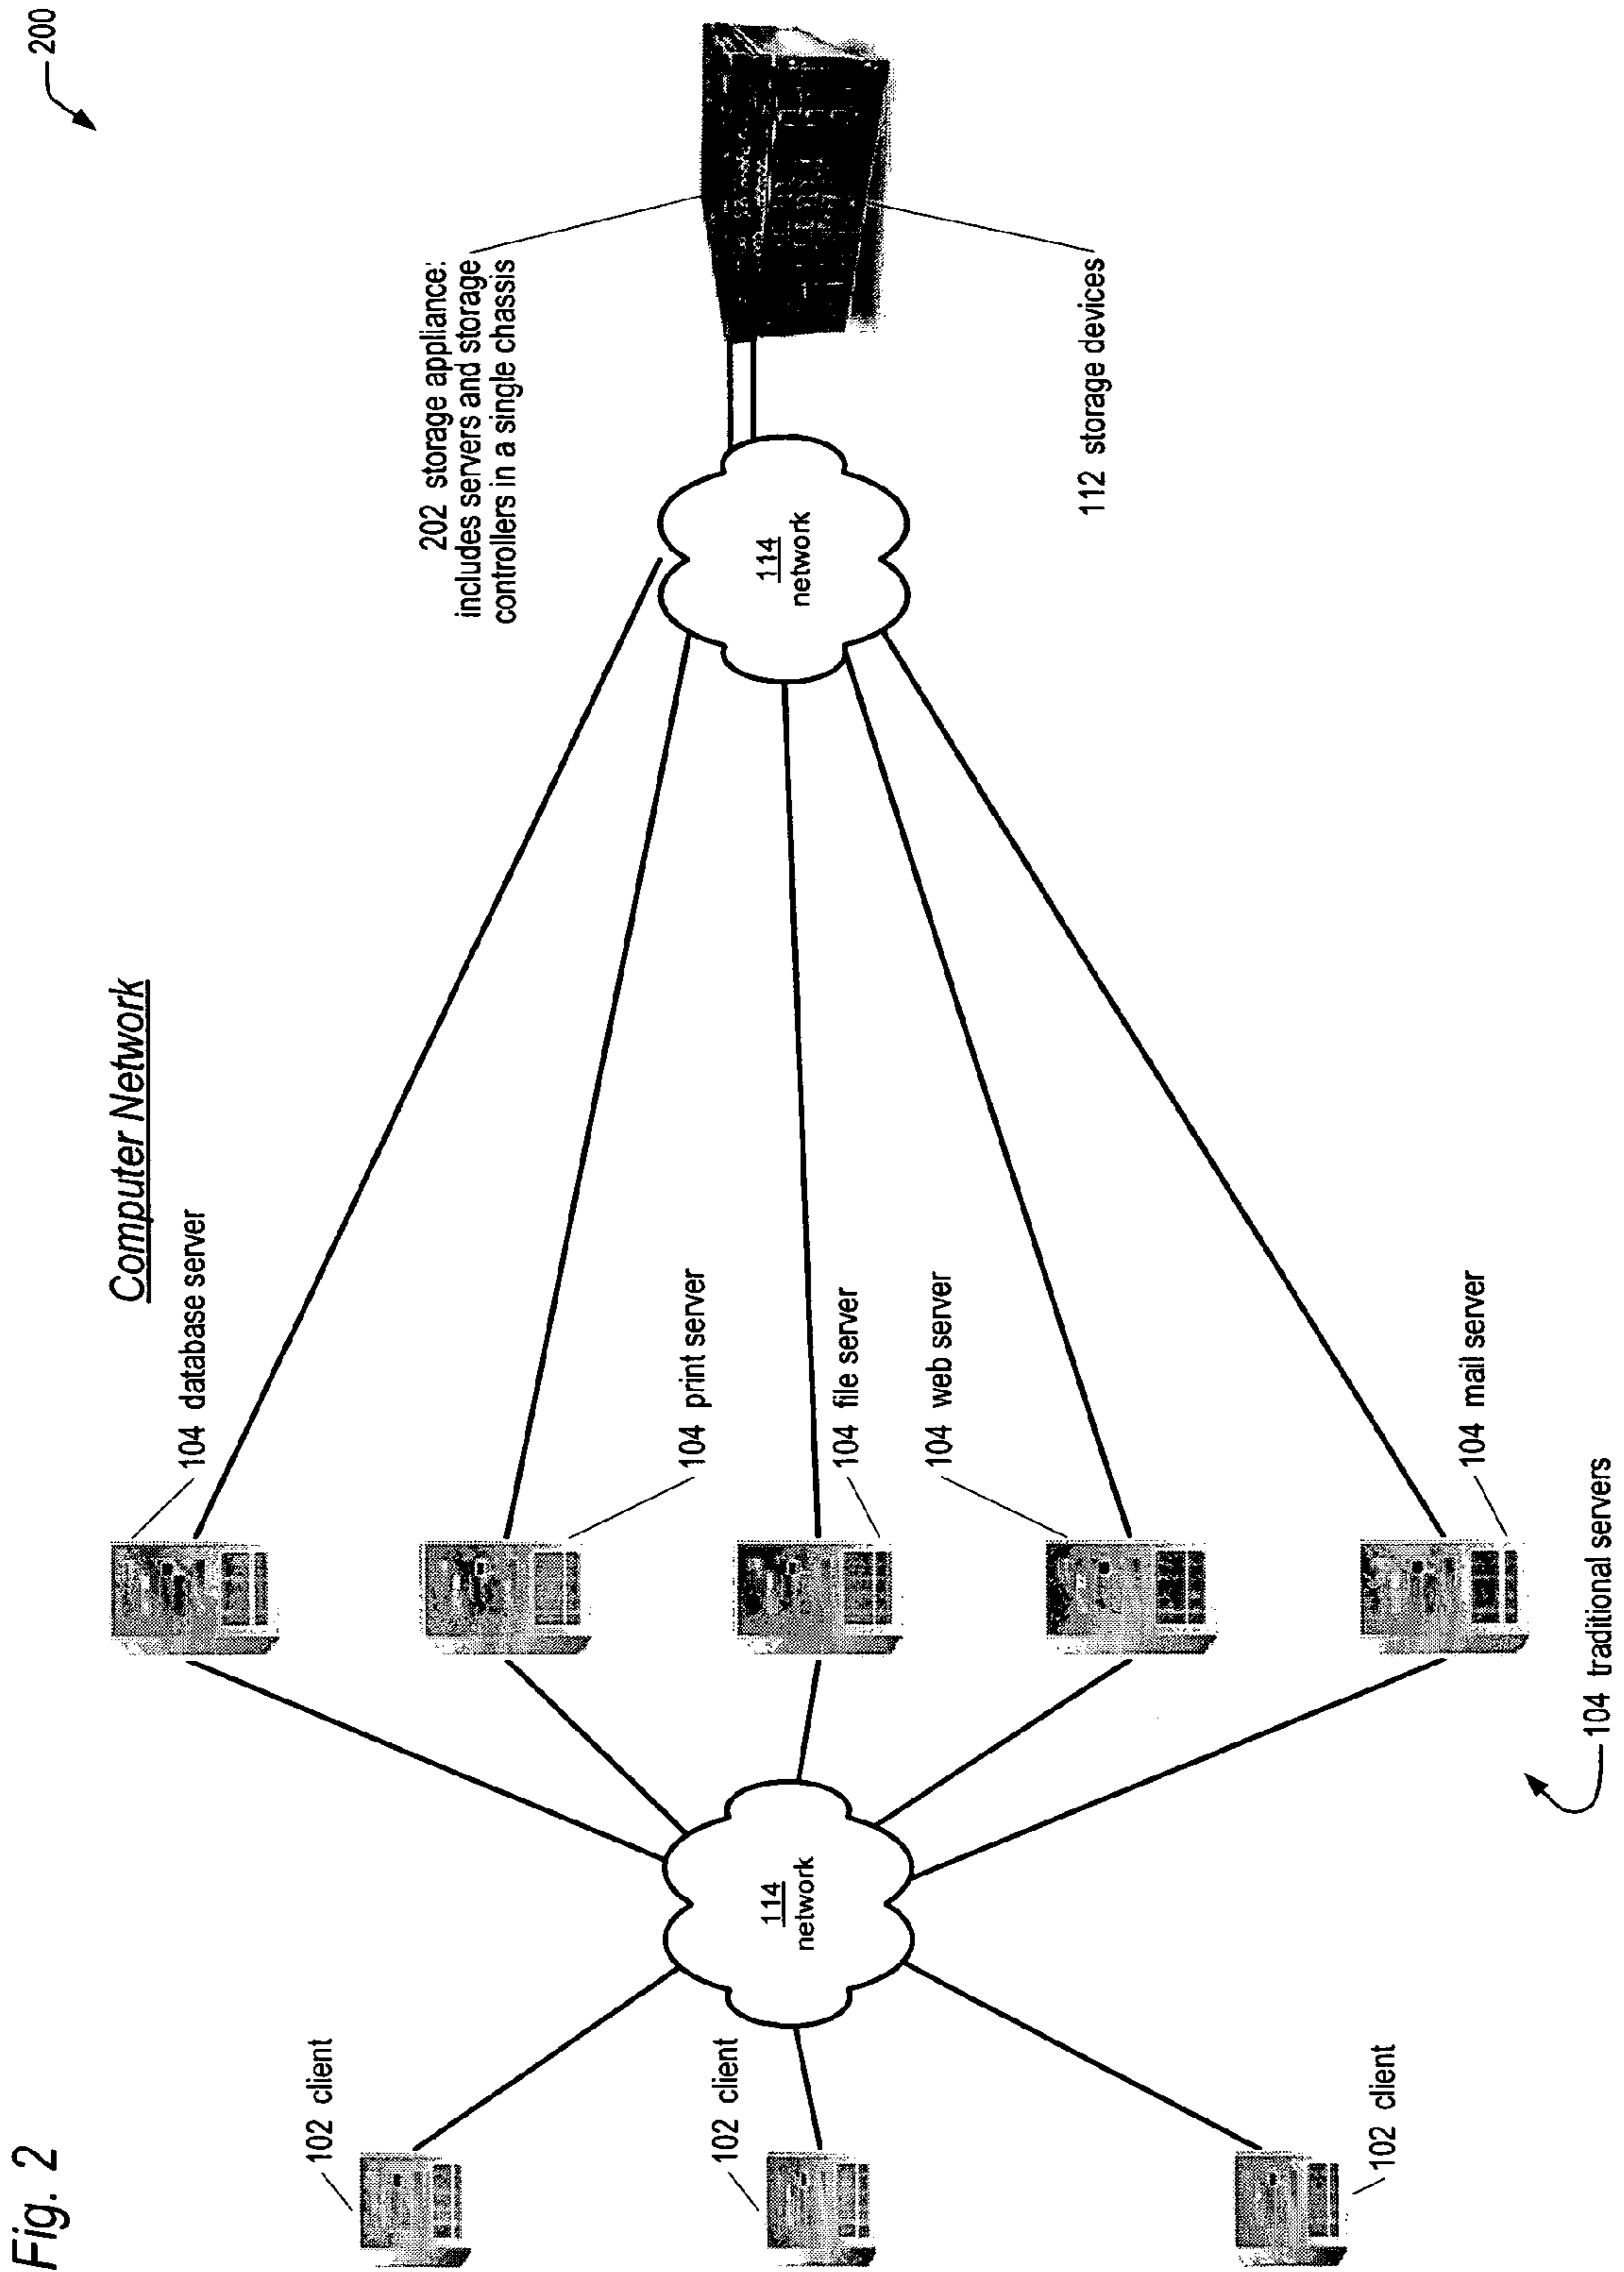 Fig. 2
Computer Network
200
102 client
102 client
102 client
114
network
104 database server
104 print server
104 file server
104 web server
104 mail server
104 traditional servers
114
network
202 storage appliance:
includes servers and storage
controllers in a single chassis
112 storage devices